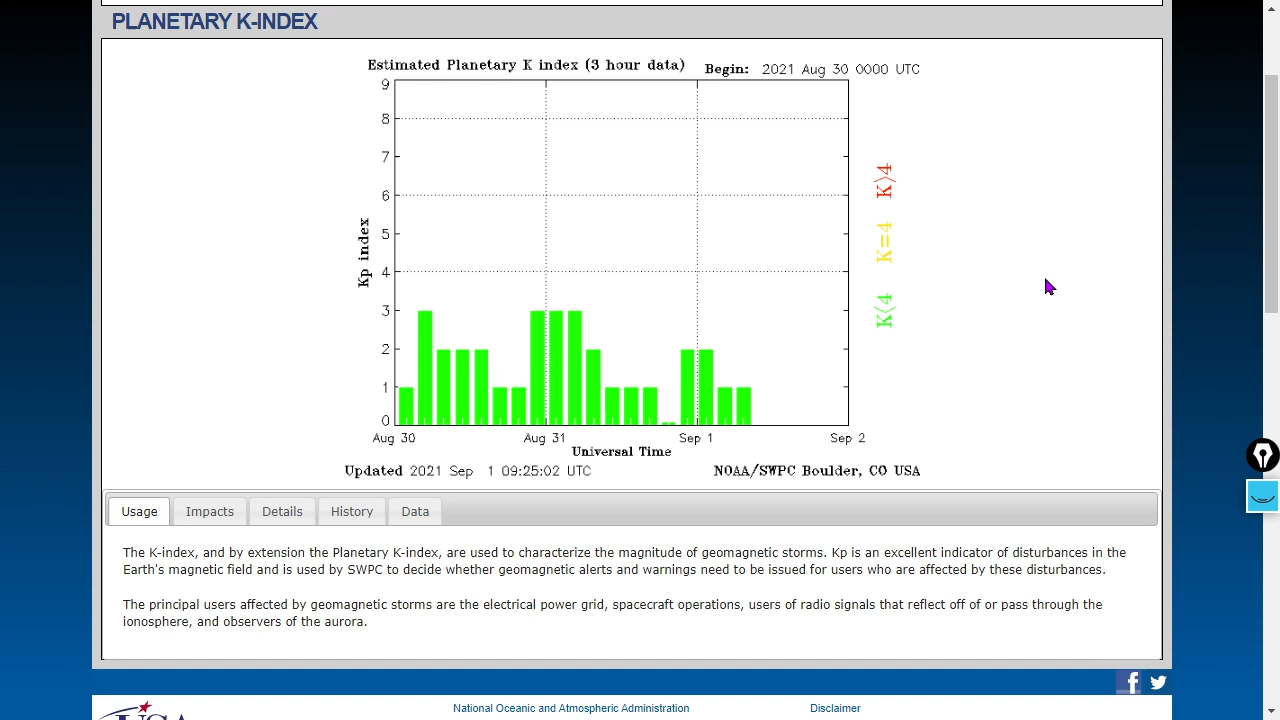 PLANETARY K-INDEX
Estimated Planetary K index (3 hour data)
Begin: 2021 Aug 30 0000 UTC
9
8
7
6
5
4
3
2
1
0
Kp index
K>4
K=4
K<4
Aug 30
Aug 31
Sep 1
Sep 2
Universal Time
Updated 2021 Sep 1 09:25:02 UTC
NOAA/SWPC Boulder, CO USA
Usage
Impacts
Details
History
Data
The K-index, and by extension the Planetary K-index, are used to characterize the magnitude of geomagnetic storms. Kp is an excellent indicator of disturbances in the
Earth's magnetic field and is used by SWPC to decide whether geomagnetic alerts and warnings need to be issued for users who are affected by these disturbances.
The principal users affected by geomagnetic storms are the electrical power grid, spacecraft operations, users of radio signals that reflect off of or pass through the
ionosphere, and observers of the aurora.
f
National Oceanic and Atmospheric Administration
Disclaimer
USA